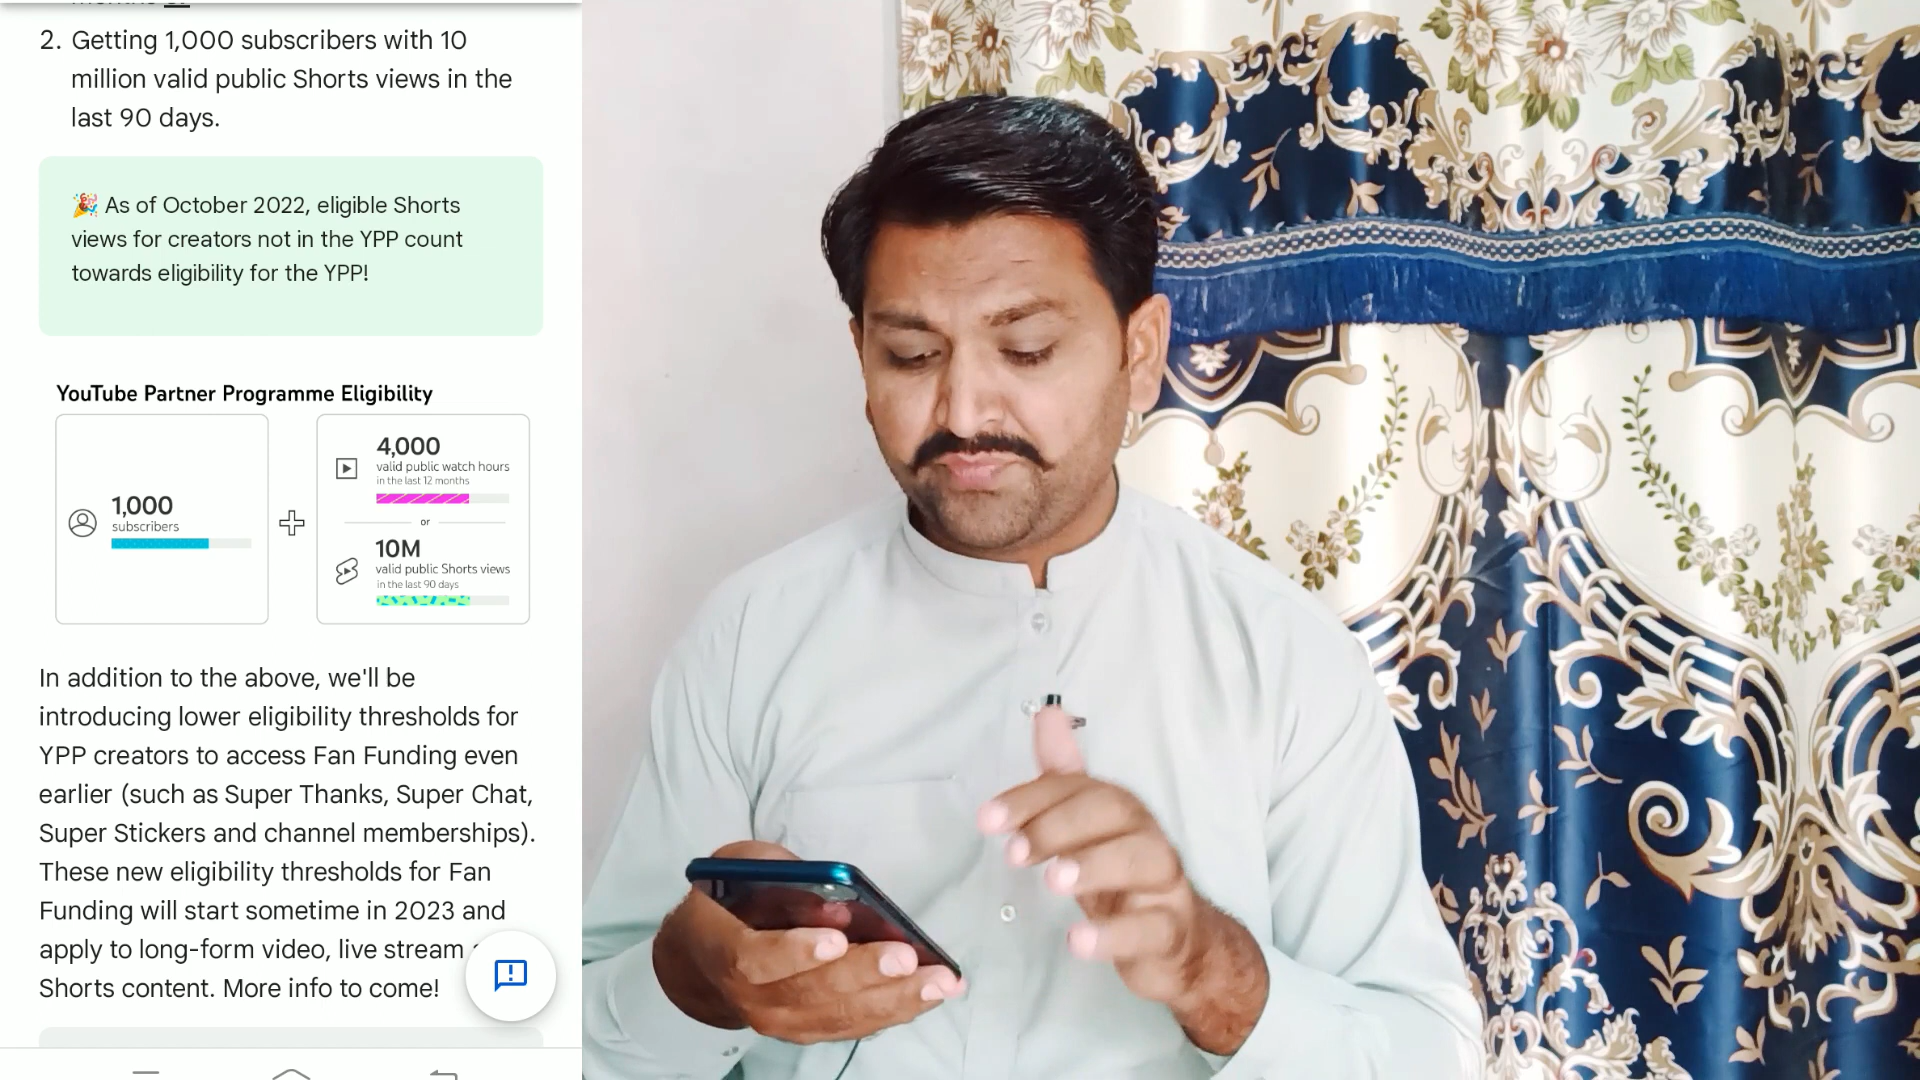 2. Getting 1,000 subscribers with 10
million valid public Shorts views in the
last 90 days.
🎉 As of October 2022, eligible Shorts
views for creators not in the YPP count
towards eligibility for the YPP!
YouTube Partner Programme Eligibility
1,000
subscribers
4,000
valid public watch hours
in the last 12 months
or
10M
valid public Shorts views
in the last 90 days
In addition to the above, we'll be
introducing lower eligibility thresholds for
YPP creators to access Fan Funding even
earlier (such as Super Thanks, Super Chat,
Super Stickers and channel memberships).
These new eligibility thresholds for Fan
Funding will start sometime in 2023 and
apply to long-form video, live stream
Shorts content. More info to come!